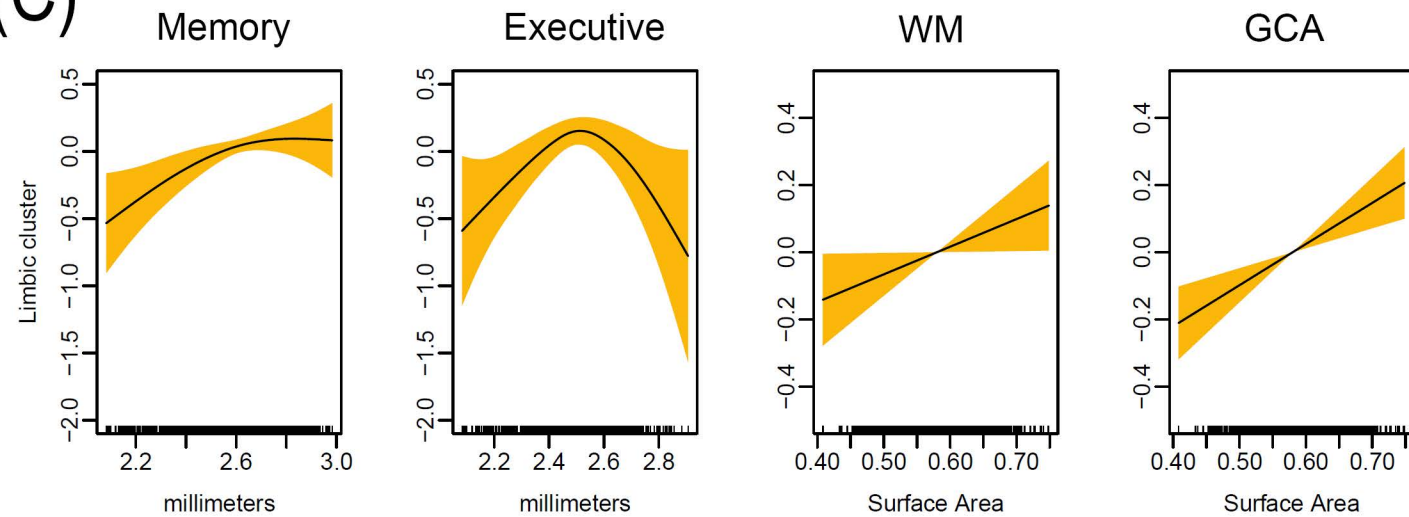 (C)
Memory Executive WM GCA
Limbic cluster
0.5 0.0 −0.5 −1.0 −1.5 −2.0
0.5 0.0 −0.5 −1.0 −1.5 −2.0
0.4 0.2 0.0 −0.2 −0.4
0.4 0.2 0.0 −0.2 −0.4
2.2 2.6 3.0 2.2 2.4 2.6 2.8 0.40 0.50 0.60 0.70 0.40 0.50 0.60 0.70
millimeters millimeters Surface Area Surface Area